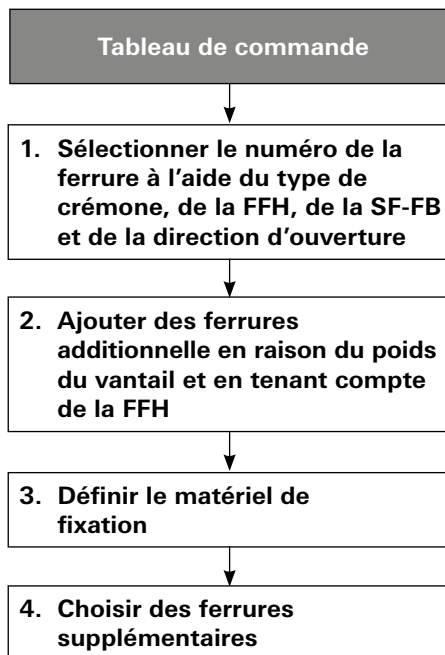 Tableau de commande
1. Sélectionner le numéro de la
ferrure à l'aide du type de
crémone, de la FFH, de la SF-FB
et de la direction d'ouverture
2. Ajouter des ferrures
additionnelle en raison du poids
du vantail et en tenant compte
de la FFH
3. Définir le matériel de
fixation
4. Choisir des ferrures
supplémentaires